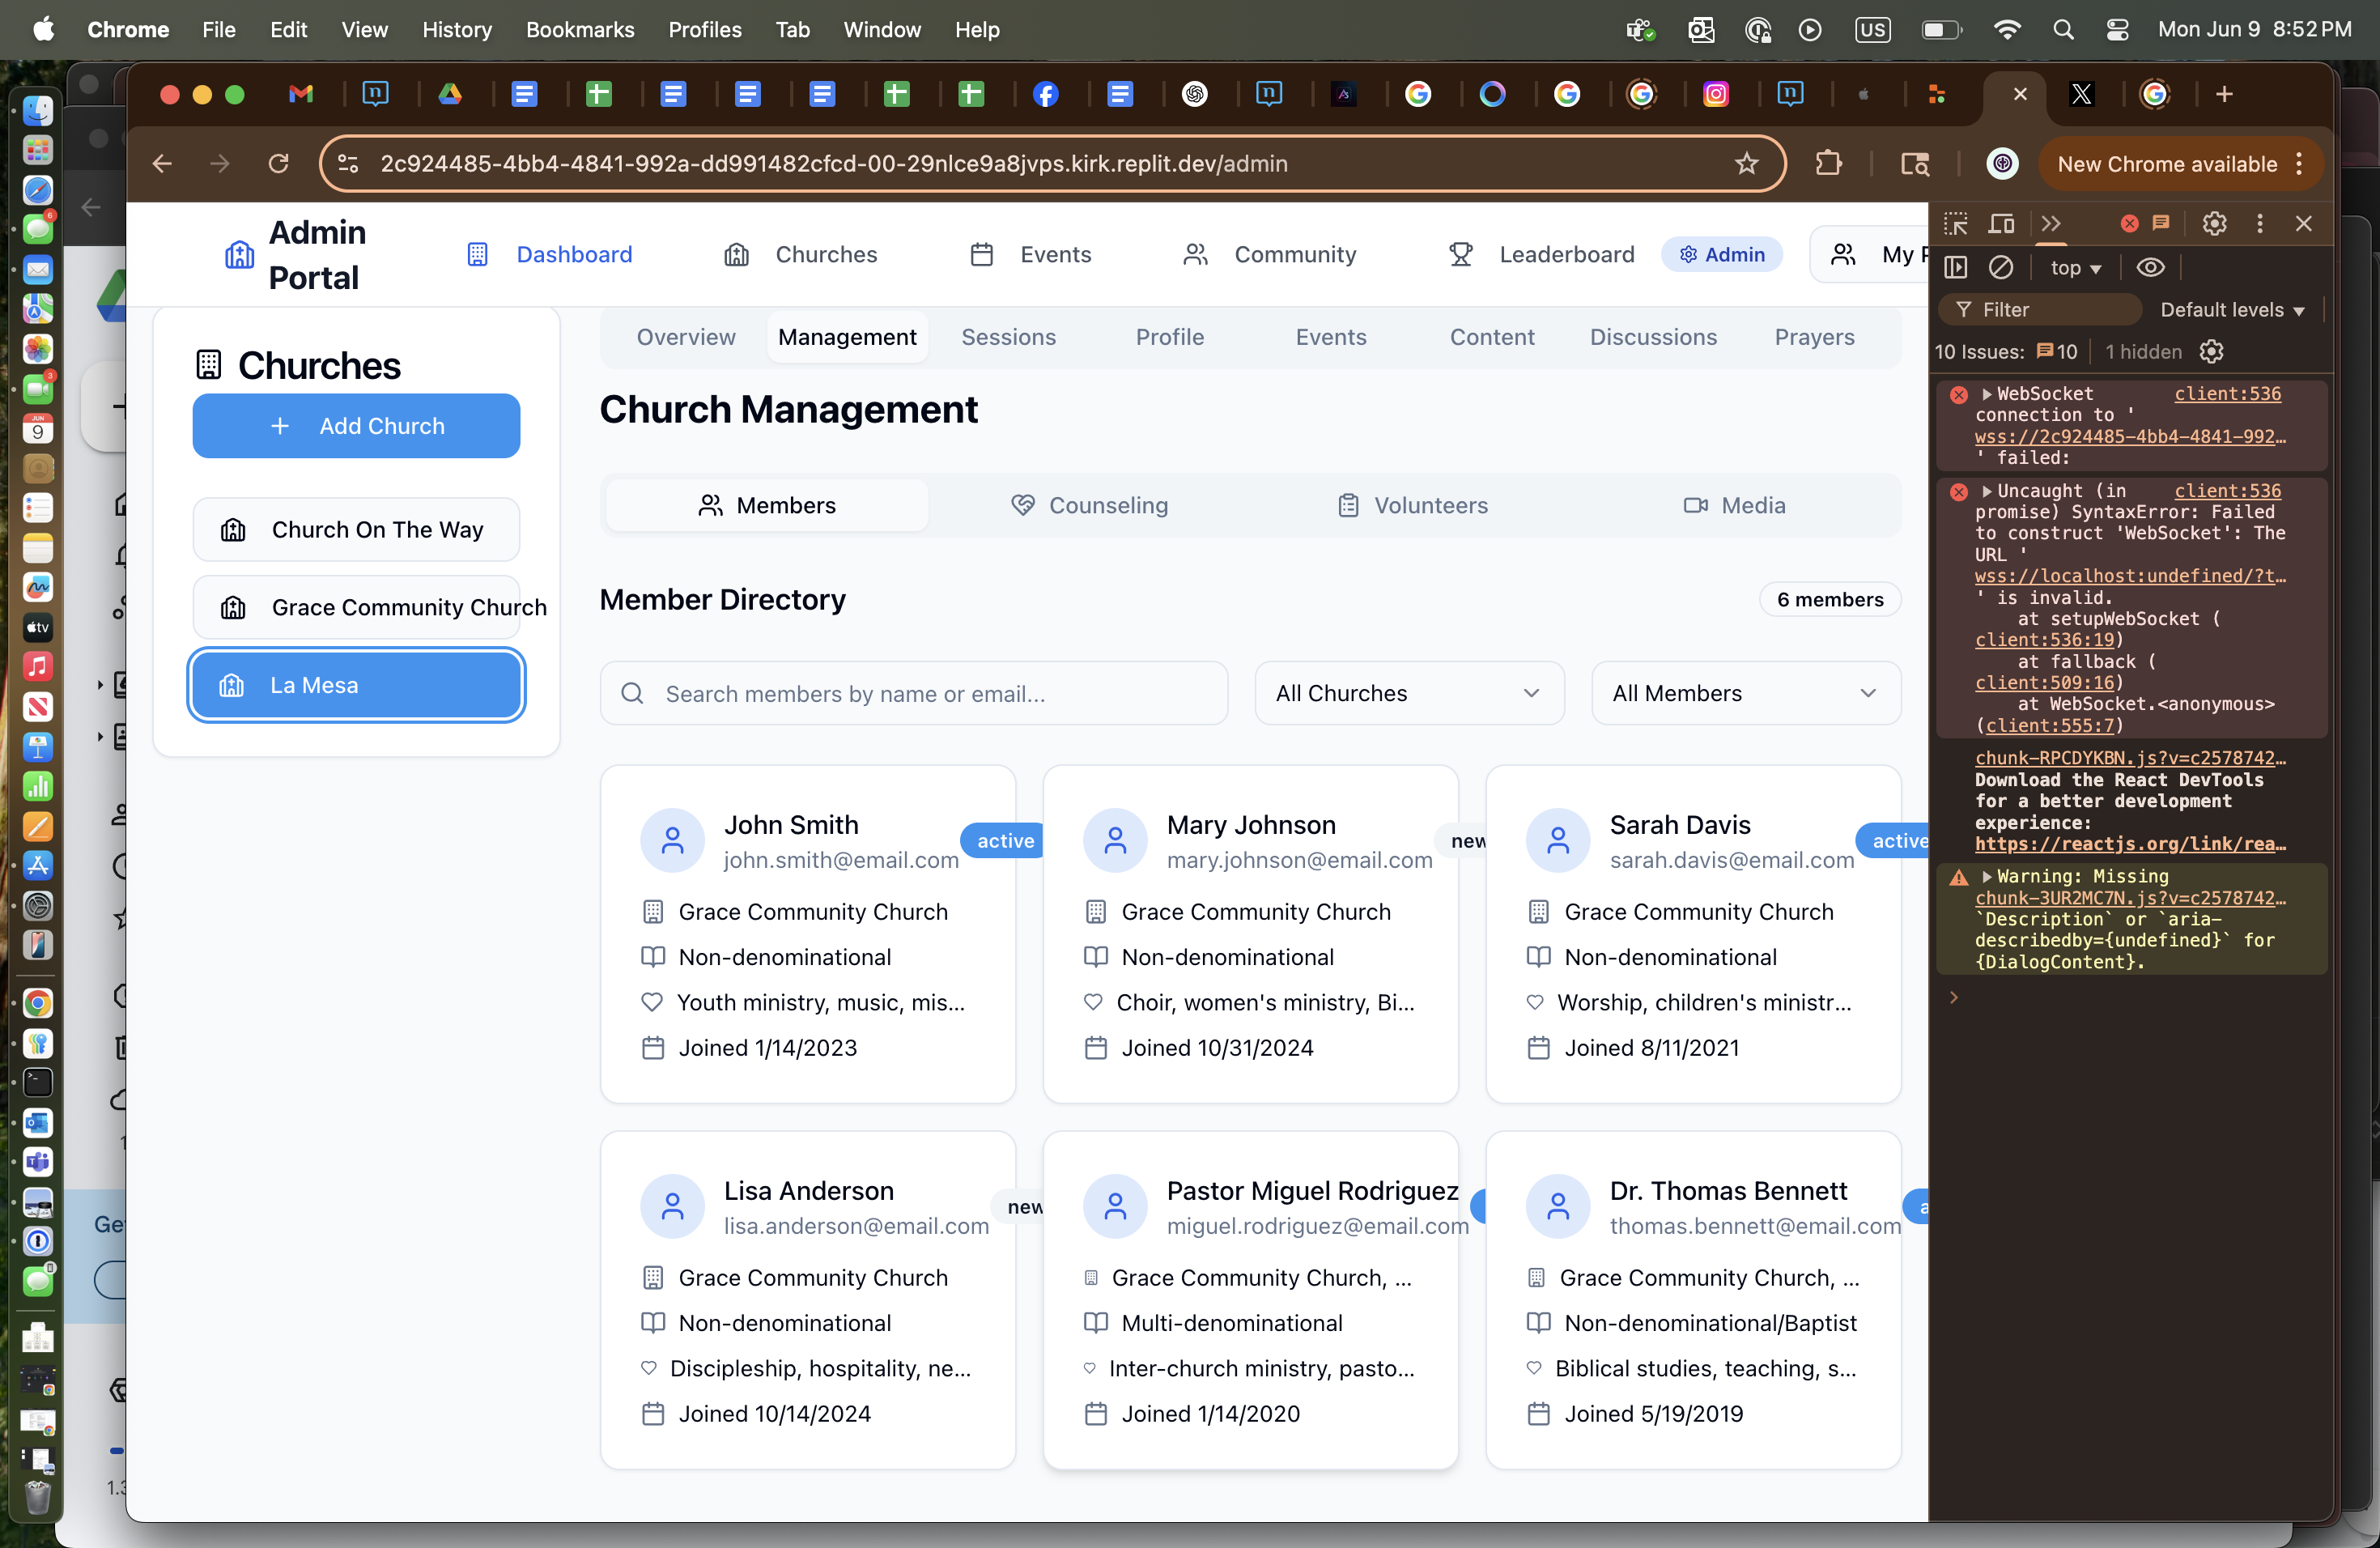 Chrome File Edit View History Bookmarks Profiles Tab Window Help
US
Mon Jun 9 8:52 PM
2c924485-4bb4-4841-992a-dd991482cfcd-00-29nlce9a8jvps.kirk.replit.dev/admin
New Chrome available
Admin
Portal
Dashboard Churches Events Community Leaderboard Admin
My P
Churches
Add Church
Church On The Way
Grace Community Church
La Mesa
Overview Management Sessions Profile Events Content Discussions Prayers
Church Management
Members Counseling Volunteers Media
Member Directory
6 members
Search members by name or email...
All Churches
All Members
John Smith
john.smith@email.com
active
Grace Community Church
Non-denominational
Youth ministry, music, mis...
Joined 1/14/2023
Mary Johnson
mary.johnson@email.com
new
Grace Community Church
Non-denominational
Choir, women's ministry, Bi...
Joined 10/31/2024
Sarah Davis
sarah.davis@email.com
active
Grace Community Church
Non-denominational
Worship, children's ministr...
Joined 8/11/2021
Lisa Anderson
lisa.anderson@email.com
new
Grace Community Church
Non-denominational
Discipleship, hospitality, ne...
Joined 10/14/2024
Pastor Miguel Rodriguez
miguel.rodriguez@email.com
Grace Community Church, ...
Multi-denominational
Inter-church ministry, pasto...
Joined 1/14/2020
Dr. Thomas Bennett
thomas.bennett@email.com
a
Grace Community Church, ...
Non-denominational/Baptist
Biblical studies, teaching, s...
Joined 5/19/2019
top
Filter
Default levels
10 Issues: 10
1 hidden
WebSocket client:536
connection to '
wss://2c924485-4bb4-4841-992…
' failed:
Uncaught (in client:536
promise) SyntaxError: Failed
to construct 'WebSocket': The
URL '
wss://localhost:undefined/?t…
' is invalid.
at setupWebSocket (
client:536:19)
at fallback (
client:509:16)
at WebSocket.<anonymous>
(client:555:7)
chunk-RPCDYKBN.js?v=c2578742…
Download the React DevTools
for a better development
experience:
https://reactjs.org/link/rea…
Warning: Missing
chunk-3UR2MC7N.js?v=c2578742…
`Description` or `aria-
describedby={undefined}` for
{DialogContent}.
6
3
JUN
9
tv
Ge
1.3